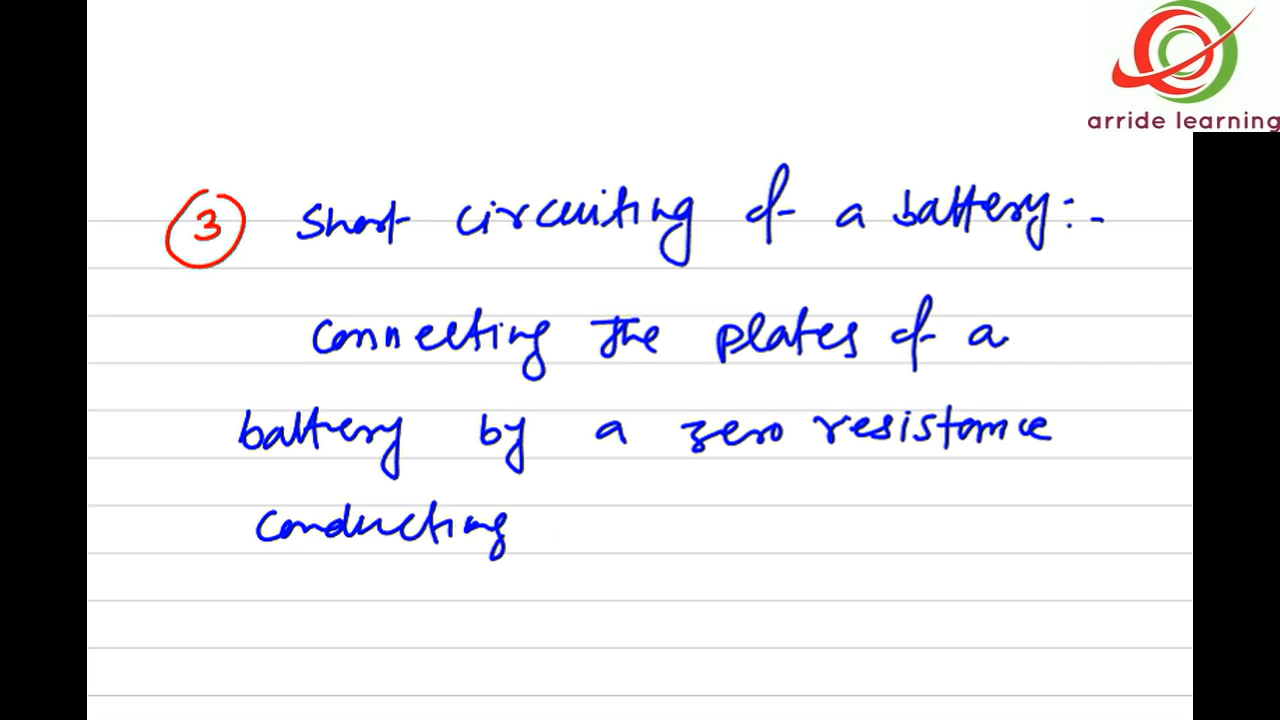 arride learning
3 Short circuiting of a battery:-
connecting the plates of a
battery by a zero resistance
conducting